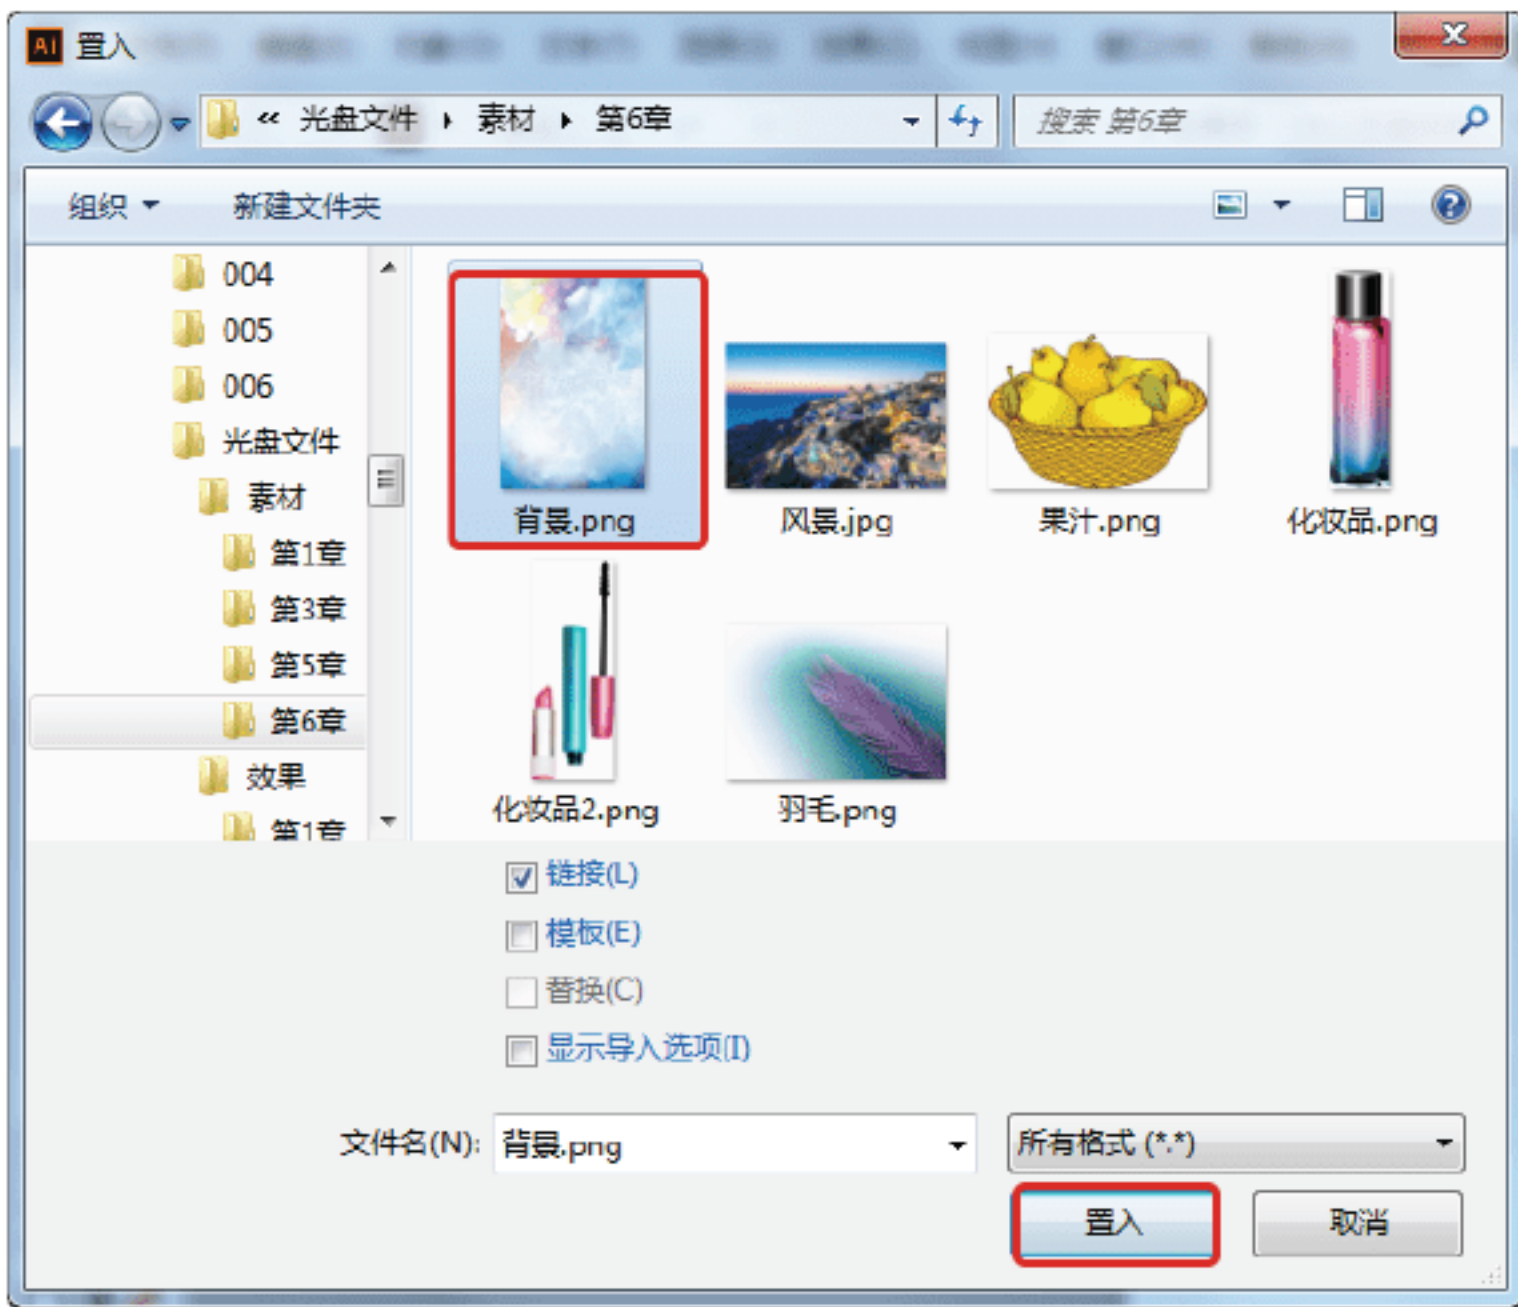 Ai 置入
« 光盘文件 素材 第6章
搜索 第6章
组织 新建文件夹
004
005
006
光盘文件
素材
第1章
第3章
第5章
第6章
效果
第1章
背景.png 风景.jpg 果汁.png 化妆品.png
化妆品2.png 羽毛.png
链接(L)
模板(E)
替换(C)
显示导入选项(I)
文件名(N): 背景.png 所有格式 (*.*)
置入 取消